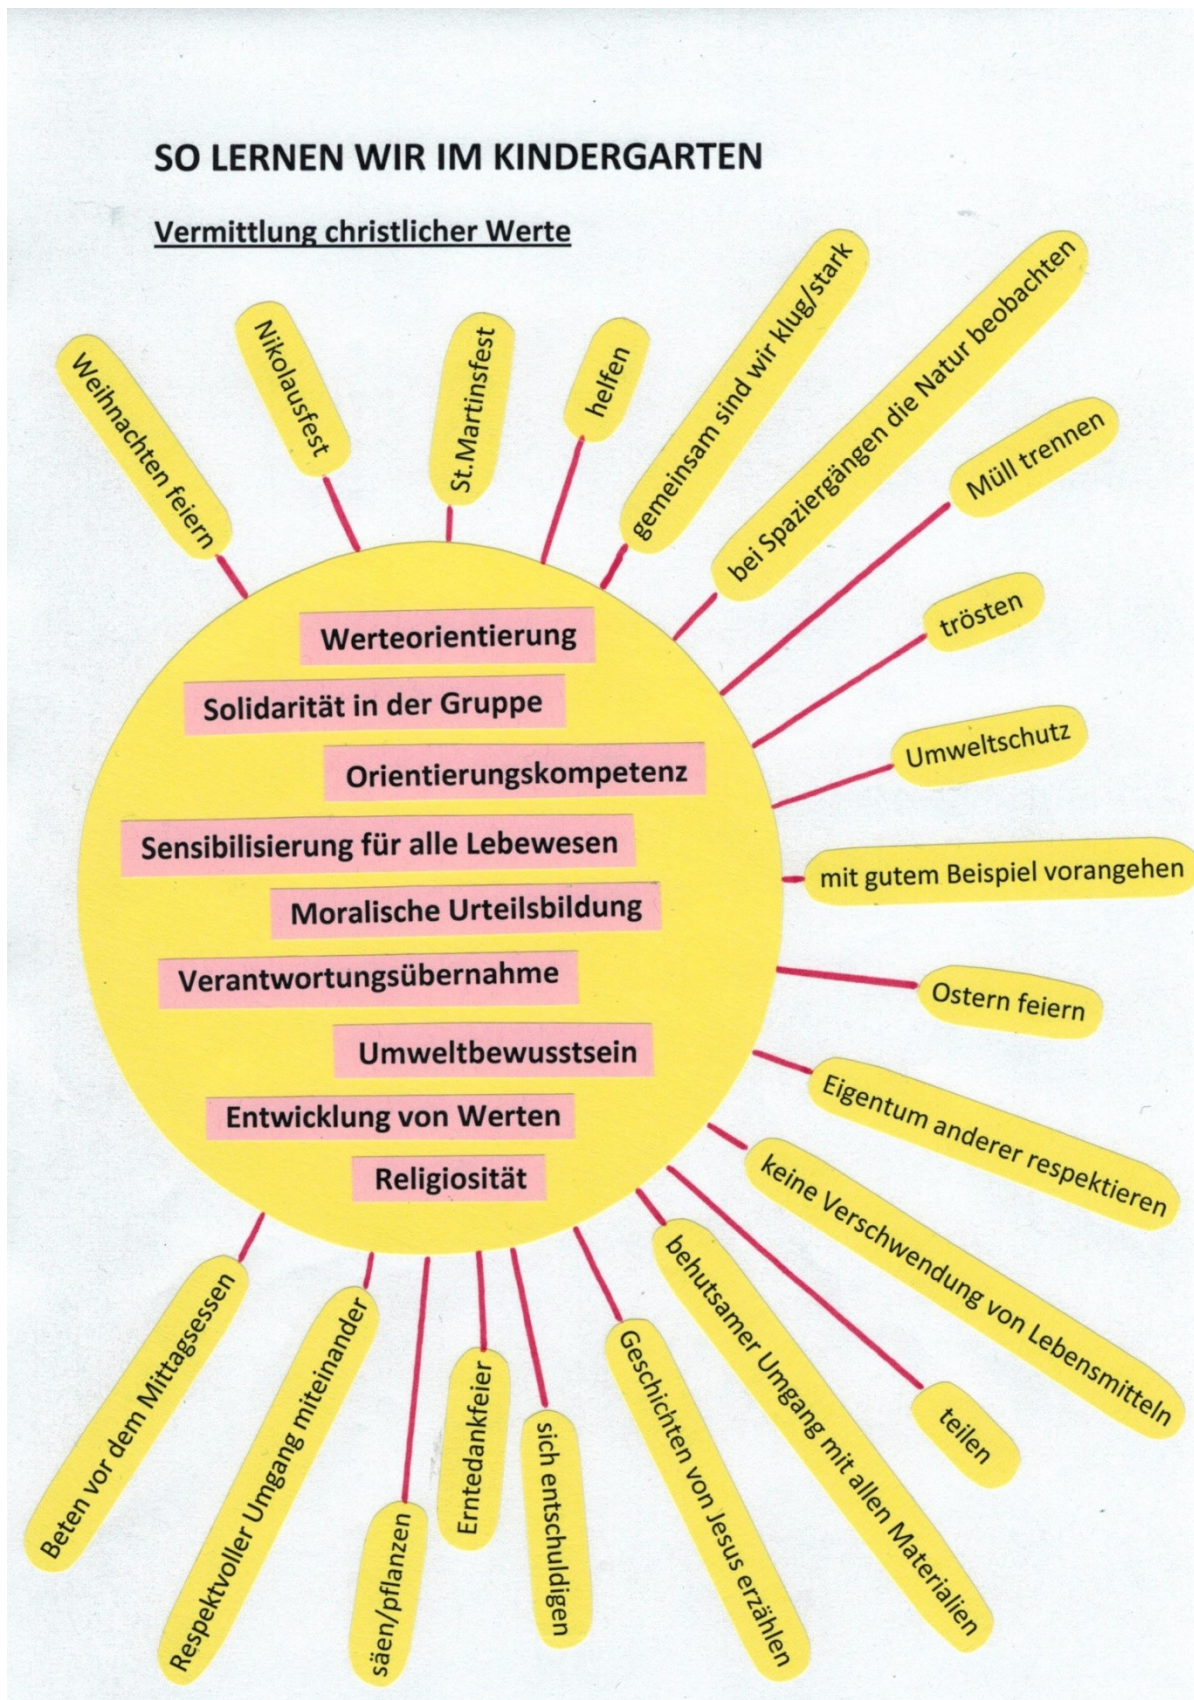 SO LERNEN WIR IM KINDERGARTEN
Vermittlung christlicher Werte
Weihnachten feiern
Nikolausfest
St.Martinsfest
helfen
gemeinsam sind wir klug/stark
bei Spaziergängen die Natur beobachten
Müll trennen
trösten
Umweltschutz
mit gutem Beispiel vorangehen
Ostern feiern
Eigentum anderer respektieren
keine Verschwendung von Lebensmitteln
teilen
behutsamer Umgang mit allen Materialien
Geschichten von Jesus erzählen
sich entschuldigen
Erntedankfeier
säen/pflanzen
Respektvoller Umgang miteinander
Beten vor dem Mittagsessen
Werteorientierung
Solidarität in der Gruppe
Orientierungskompetenz
Sensibilisierung für alle Lebewesen
Moralische Urteilsbildung
Verantwortungsübernahme
Umweltbewusstsein
Entwicklung von Werten
Religiosität